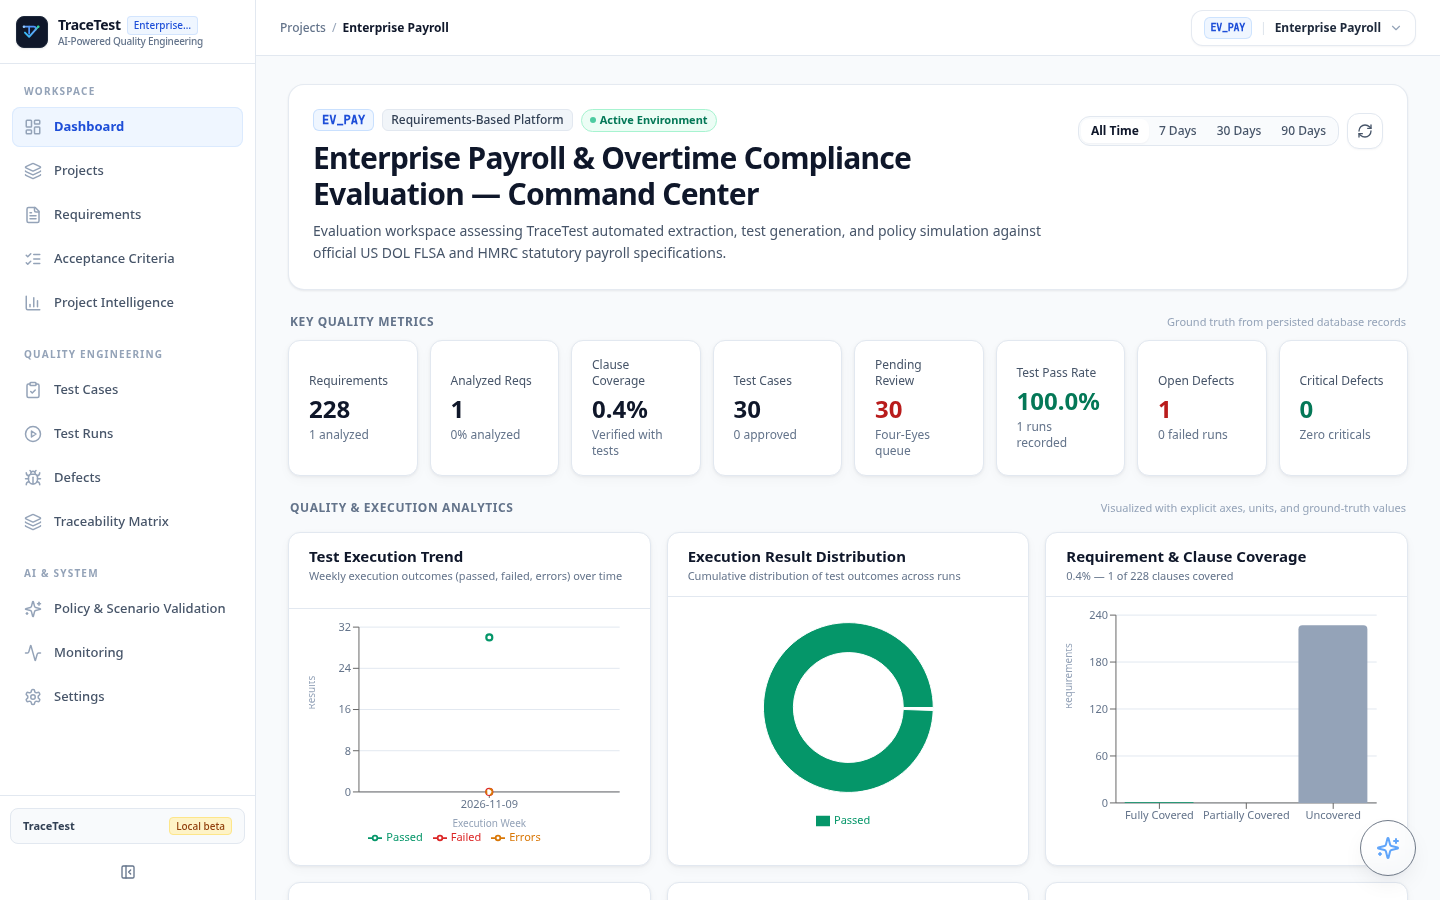 TraceTest
Enterprise...
AI-Powered Quality Engineering
WORKSPACE
Dashboard
Projects
Requirements
Acceptance Criteria
Project Intelligence
QUALITY ENGINEERING
Test Cases
Test Runs
Defects
Traceability Matrix
AI & SYSTEM
Policy & Scenario Validation
Monitoring
Settings
TraceTest
Local beta
Projects / Enterprise Payroll
EV_PAY
Enterprise Payroll
EV_PAY
Requirements-Based Platform
Active Environment
All Time
7 Days
30 Days
90 Days
Enterprise Payroll & Overtime Compliance
Evaluation — Command Center
Evaluation workspace assessing TraceTest automated extraction, test generation, and policy simulation against
official US DOL FLSA and HMRC statutory payroll specifications.
KEY QUALITY METRICS
Ground truth from persisted database records
Requirements
228
1 analyzed
Analyzed Reqs
1
0% analyzed
Clause
Coverage
0.4%
Verified with
tests
Test Cases
30
0 approved
Pending
Review
30
Four-Eyes
queue
Test Pass Rate
100.0%
1 runs
recorded
Open Defects
1
0 failed runs
Critical Defects
0
Zero criticals
QUALITY & EXECUTION ANALYTICS
Visualized with explicit axes, units, and ground-truth values
Test Execution Trend
Weekly execution outcomes (passed, failed, errors) over time
32
24
16
8
0
Results
2026-11-09
Execution Week
Passed
Failed
Errors
Execution Result Distribution
Cumulative distribution of test outcomes across runs
Passed
Requirement & Clause Coverage
0.4% — 1 of 228 clauses covered
240
180
120
60
0
Requirements
Fully Covered
Partially Covered
Uncovered